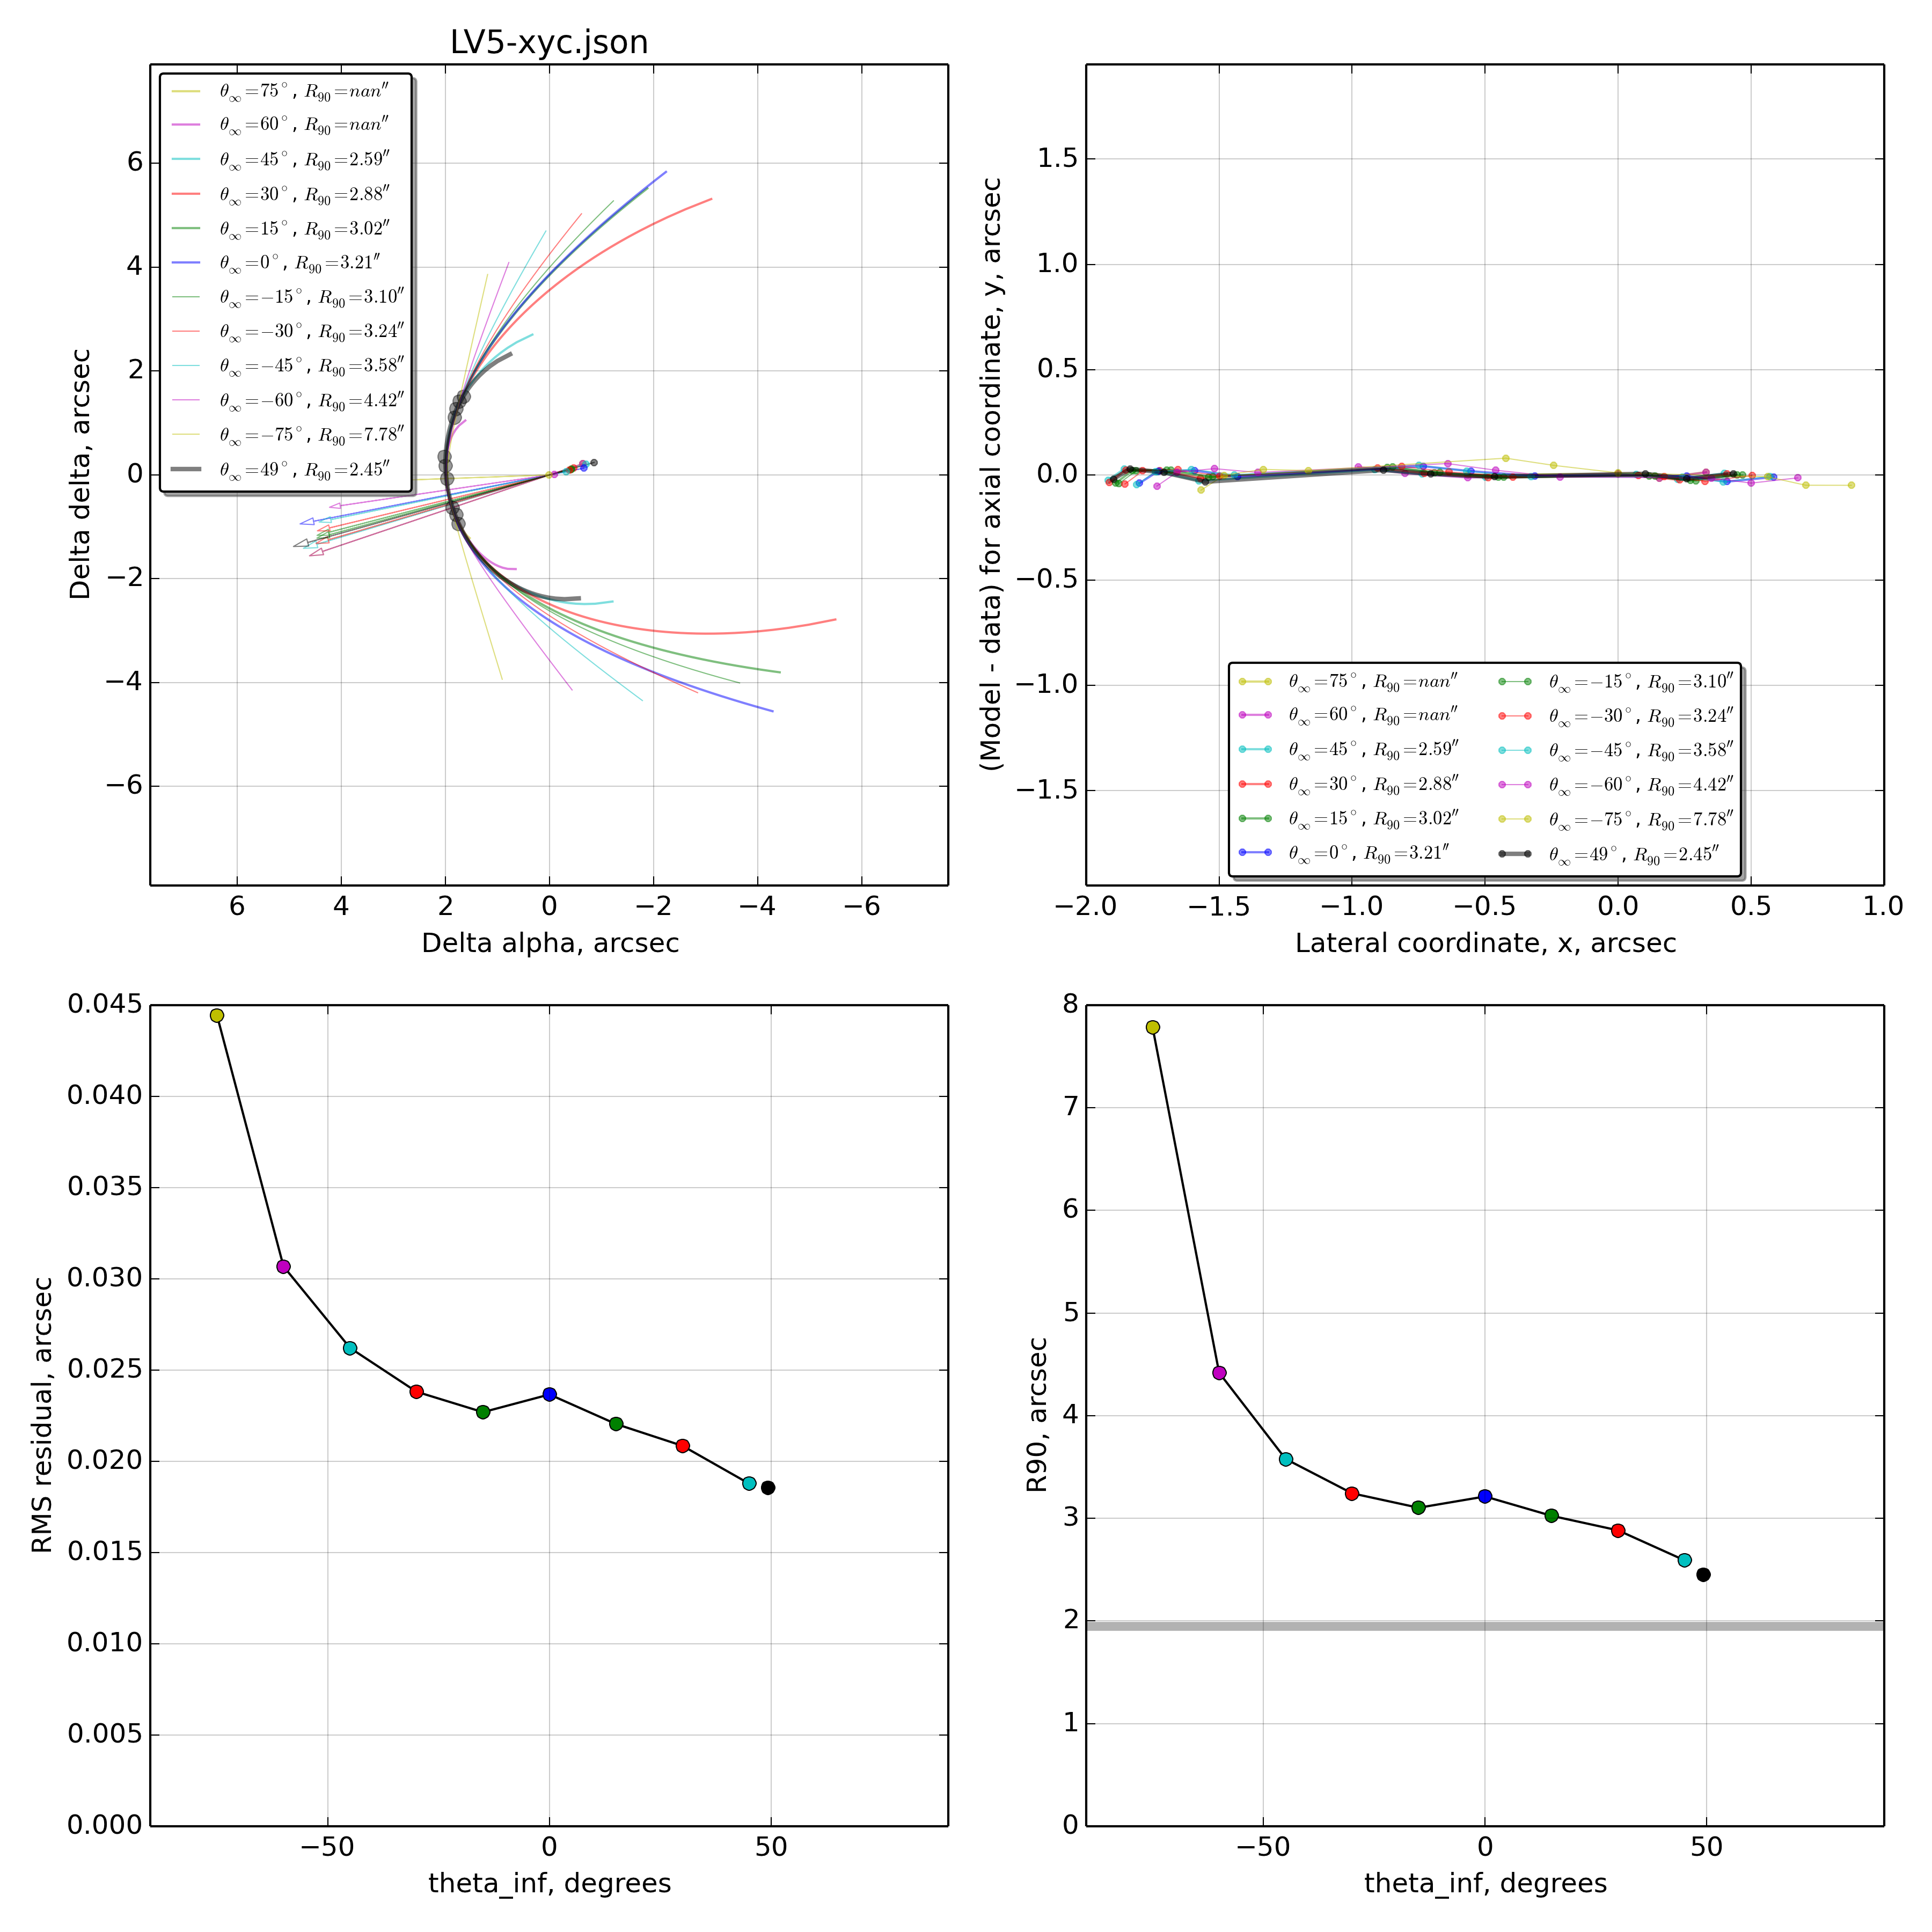 LV5-xyc.json
θ∞=75°, R90=nan″
θ∞=60°, R90=nan″
θ∞=45°, R90=2.59″
θ∞=30°, R90=2.88″
θ∞=15°, R90=3.02″
θ∞=0°, R90=3.21″
θ∞=−15°, R90=3.10″
θ∞=−30°, R90=3.24″
θ∞=−45°, R90=3.58″
θ∞=−60°, R90=4.42″
θ∞=−75°, R90=7.78″
θ∞=49°, R90=2.45″
6
4
2
0
−2
−4
−6
Delta delta, arcsec
6 4 2 0 −2 −4 −6
Delta alpha, arcsec
1.5
1.0
0.5
0.0
−0.5
−1.0
−1.5
(Model - data) for axial coordinate, y, arcsec
θ∞=75°, R90=nan″
θ∞=60°, R90=nan″
θ∞=45°, R90=2.59″
θ∞=30°, R90=2.88″
θ∞=15°, R90=3.02″
θ∞=0°, R90=3.21″
θ∞=−15°, R90=3.10″
θ∞=−30°, R90=3.24″
θ∞=−45°, R90=3.58″
θ∞=−60°, R90=4.42″
θ∞=−75°, R90=7.78″
θ∞=49°, R90=2.45″
−2.0 −1.5 −1.0 −0.5 0.0 0.5 1.0
Lateral coordinate, x, arcsec
0.045
0.040
0.035
0.030
0.025
0.020
0.015
0.010
0.005
0.000
RMS residual, arcsec
−50 0 50
theta_inf, degrees
8
7
6
5
4
3
2
1
0
R90, arcsec
−50 0 50
theta_inf, degrees